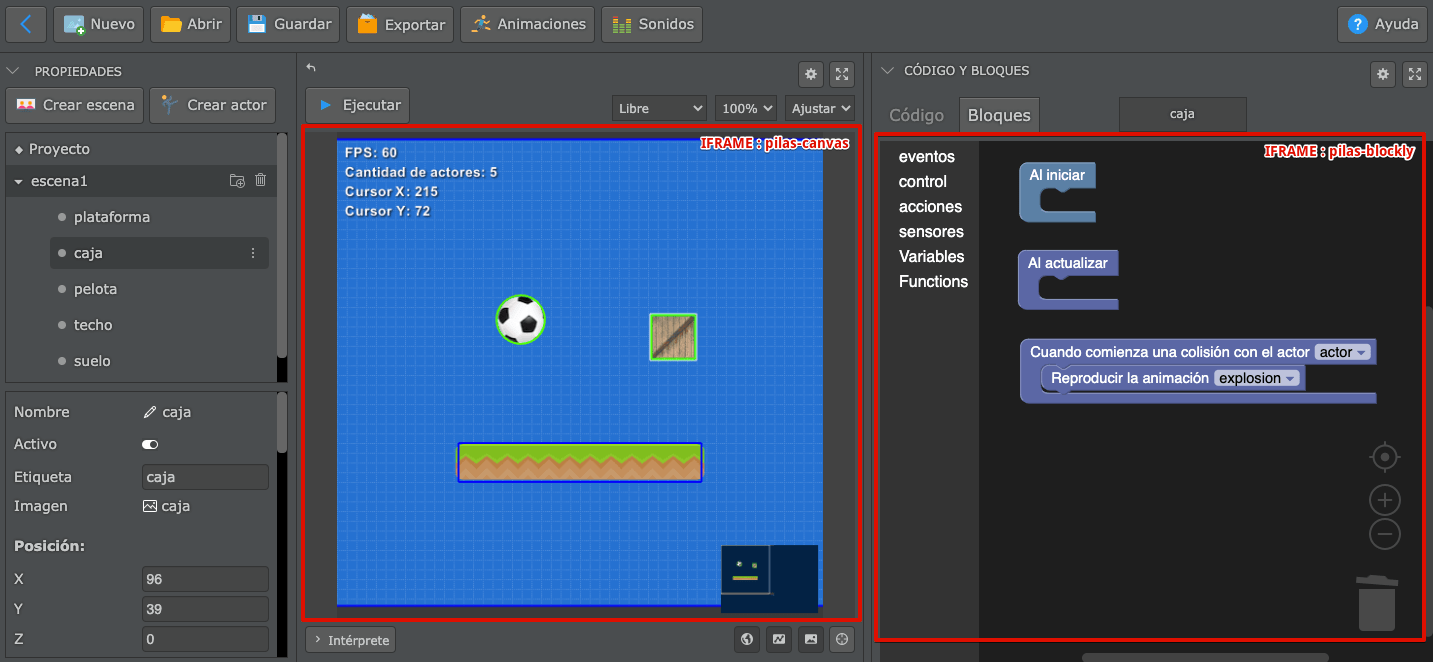 Nuevo
Abrir
Guardar
Exportar
Animaciones
Sonidos
Ayuda
PROPIEDADES
Crear escena
Crear actor
Proyecto
escena1
plataforma
caja
pelota
techo
suelo
Nombre
caja
Activo
Etiqueta
caja
Imagen
caja
Posición:
X
96
Y
39
Z
0
Ejecutar
Libre
100%
Ajustar
IFRAME : pilas-canvas
FPS: 60
Cantidad de actores: 5
Cursor X: 215
Cursor Y: 72
Intérprete
CÓDIGO Y BLOQUES
Código
Bloques
caja
IFRAME : pilas-blockly
eventos
control
acciones
sensores
Variables
Functions
Al iniciar
Al actualizar
Cuando comienza una colisión con el actor actor
Reproducir la animación explosion